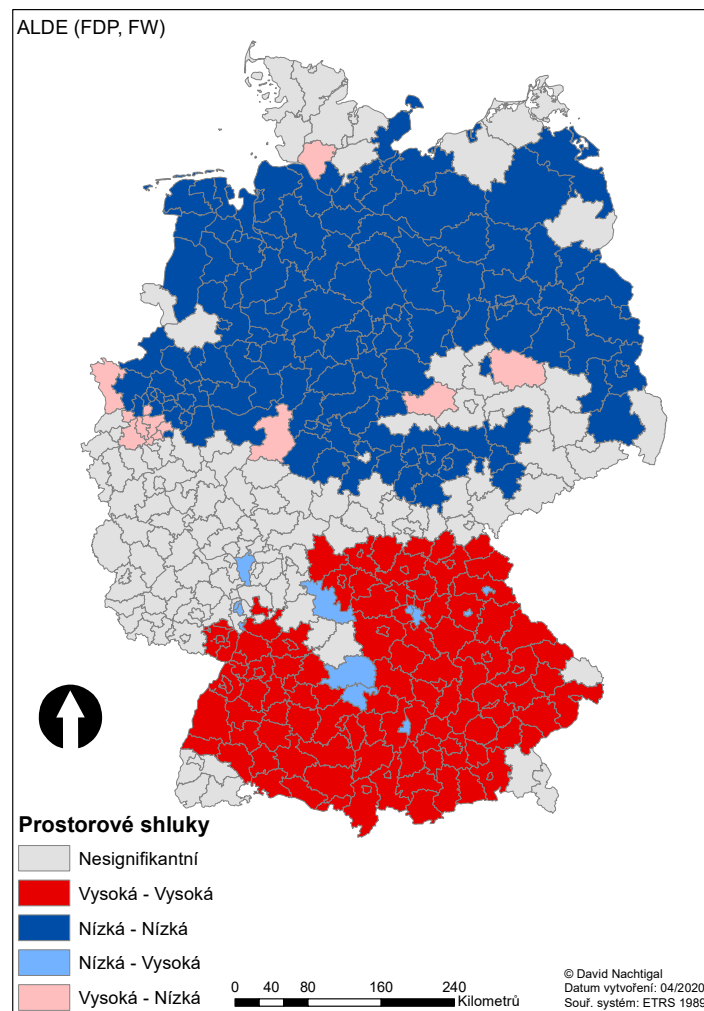 ALDE (FDP, FW)
Prostorové shluky
Nesignifikantní
Vysoká - Vysoká
Nízká - Nízká
Nízká - Vysoká
Vysoká - Nízká
0 40 80 160 240
Kilometrů
© David Nachtigal
Datum vytvoření: 04/2020
Souř. systém: ETRS 1989